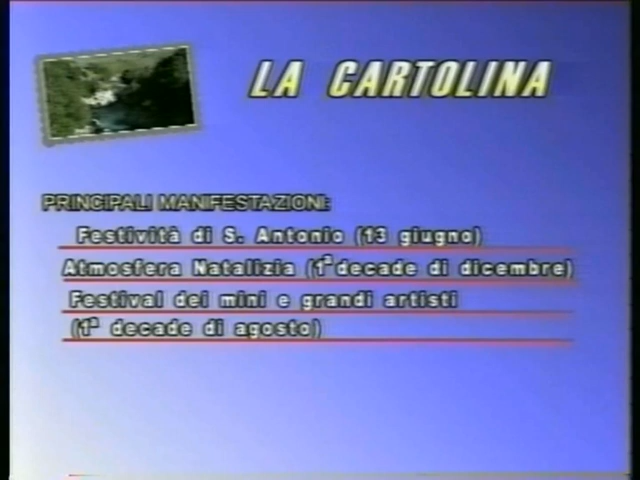 LA CARTOLINA
PRINCIPALI MANIFESTAZIONI:
Festività di S. Antonio (13 giugno)
Atmosfera Natalizia (1ª decade di dicembre)
Festival dei mini e grandi artisti
(1ª decade di agosto)